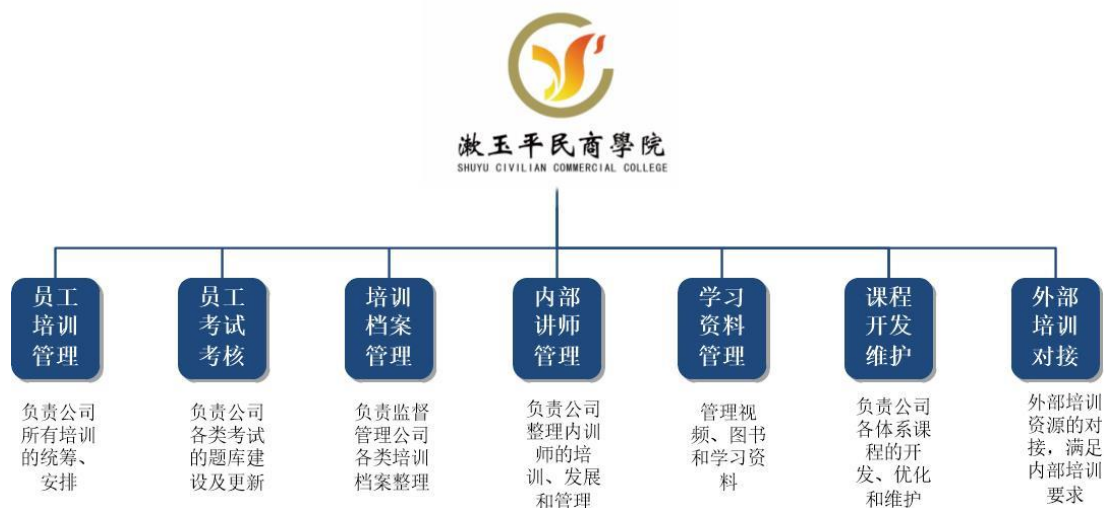 漱玉平民商學院
SHUYU CIVILIAN COMMERCIAL COLLEGE
员工
培训
管理
负责公司
所有培训
的统筹、
安排
员工
考试
考核
负责公司
各类考试
的题库建
设及更新
培训
档案
管理
负责监督
管理公司
各类培训
档案整理
内部
讲师
管理
负责公司
整理内训
师的培
训、发展
和管理
学习
资料
管理
管理视
频、图书
和学习资
料
课程
开发
维护
负责公司
各体系课
程的开
发、优化
和维护
外部
培训
对接
外部培训
资源的对
接，满足
内部培训
要求